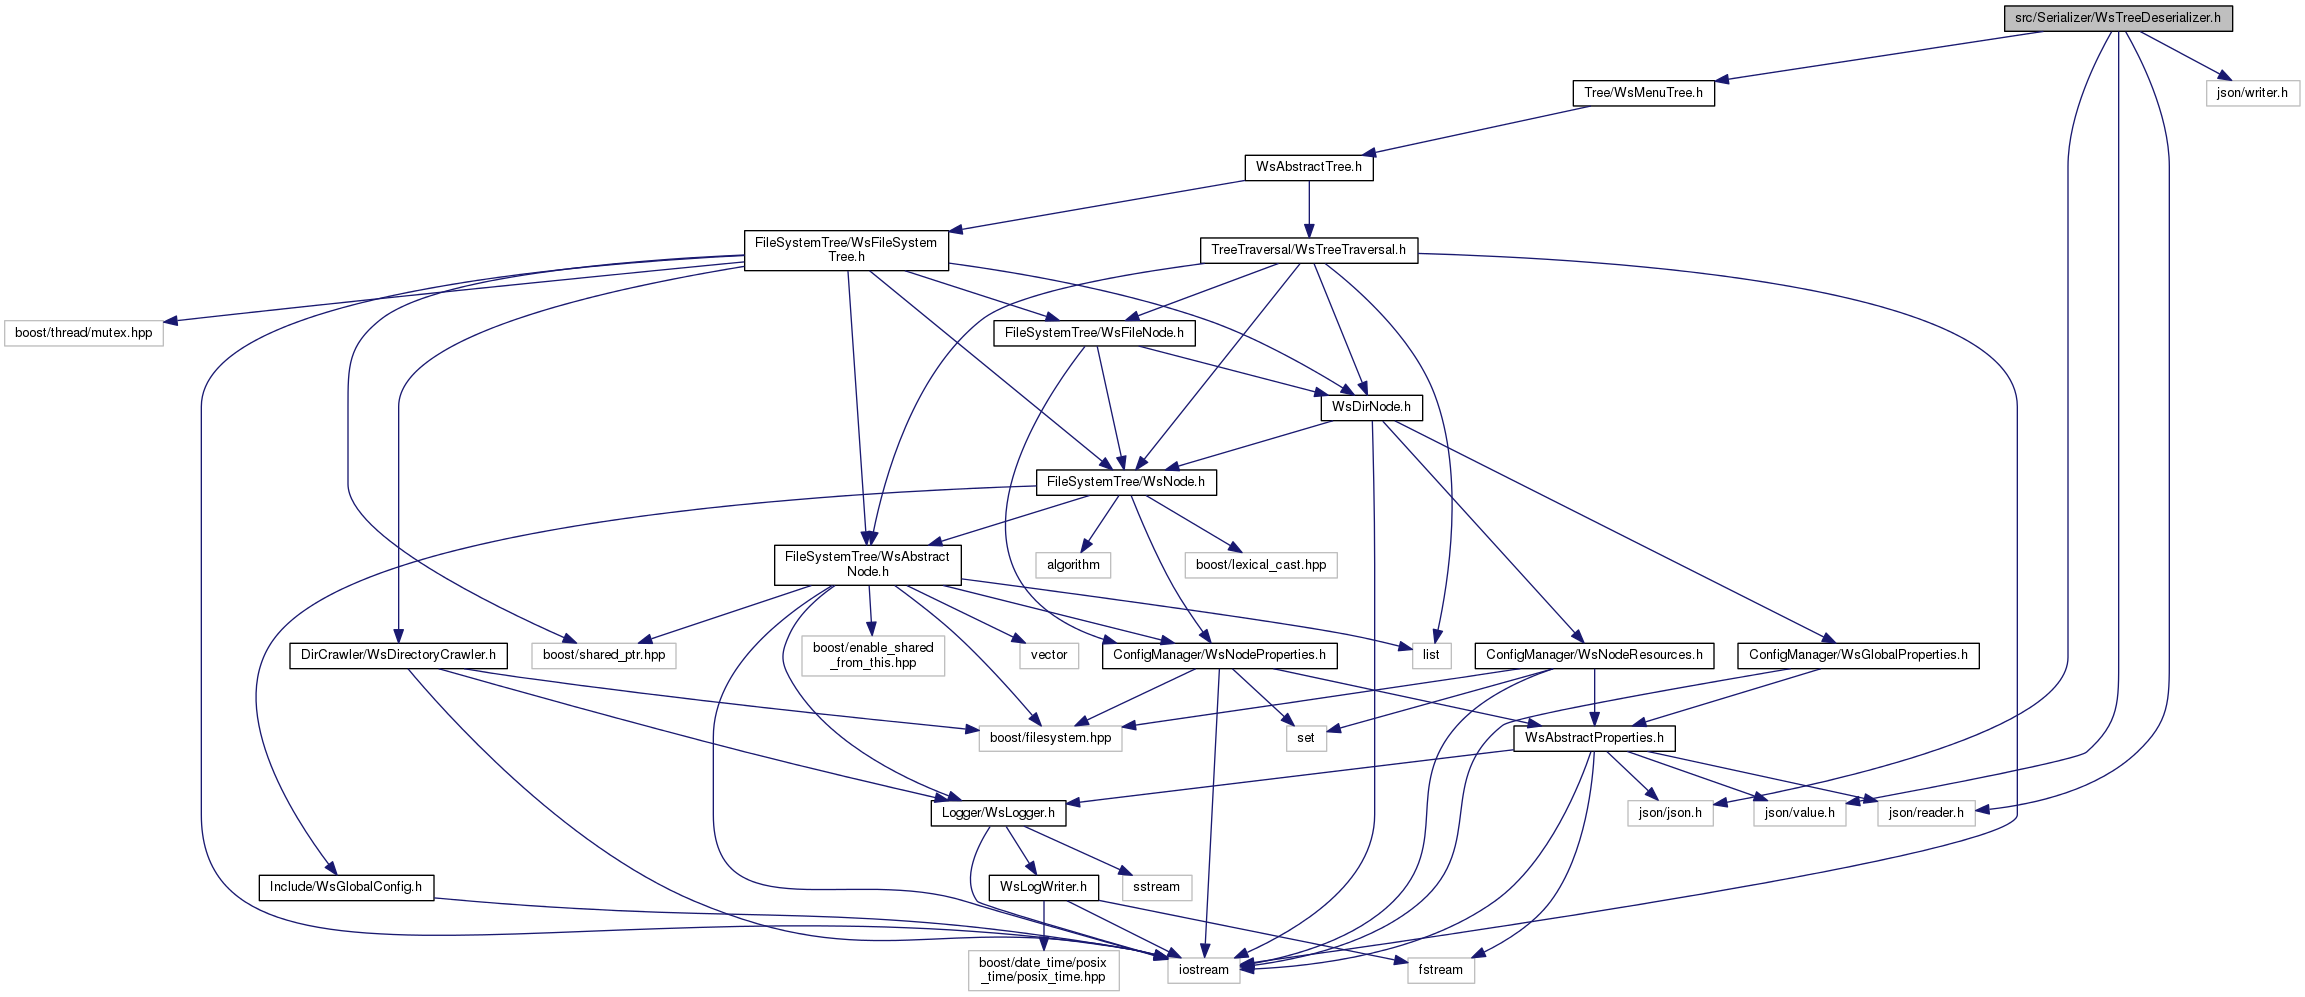 src/Serializer/WsTreeDeserializer.h
Tree/WsMenuTree.h
json/writer.h
WsAbstractTree.h
FileSystemTree/WsFileSystem
Tree.h
TreeTraversal/WsTreeTraversal.h
boost/thread/mutex.hpp
FileSystemTree/WsFileNode.h
WsDirNode.h
FileSystemTree/WsNode.h
FileSystemTree/WsAbstract
Node.h
algorithm
boost/lexical_cast.hpp
DirCrawler/WsDirectoryCrawler.h
boost/shared_ptr.hpp
boost/enable_shared
_from_this.hpp
vector
ConfigManager/WsNodeProperties.h
list
ConfigManager/WsNodeResources.h
ConfigManager/WsGlobalProperties.h
boost/filesystem.hpp
set
WsAbstractProperties.h
Logger/WsLogger.h
json/json.h
json/value.h
json/reader.h
Include/WsGlobalConfig.h
WsLogWriter.h
sstream
boost/date_time/posix
_time/posix_time.hpp
iostream
fstream